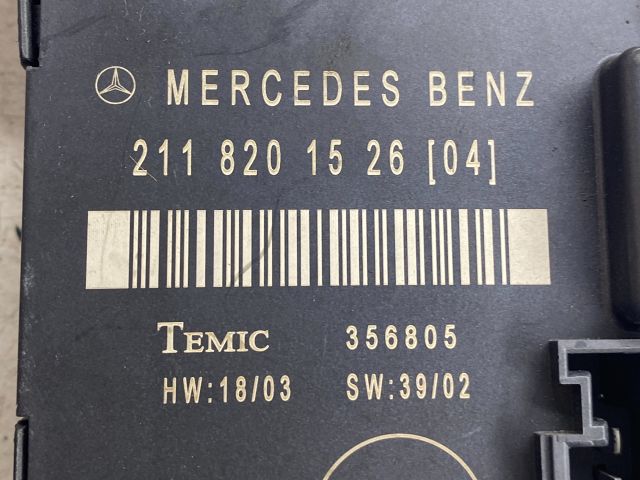 MERCEDES BENZ
211 820 15 26 [04]
TEMIC 356805
HW:18/03 SW:39/02